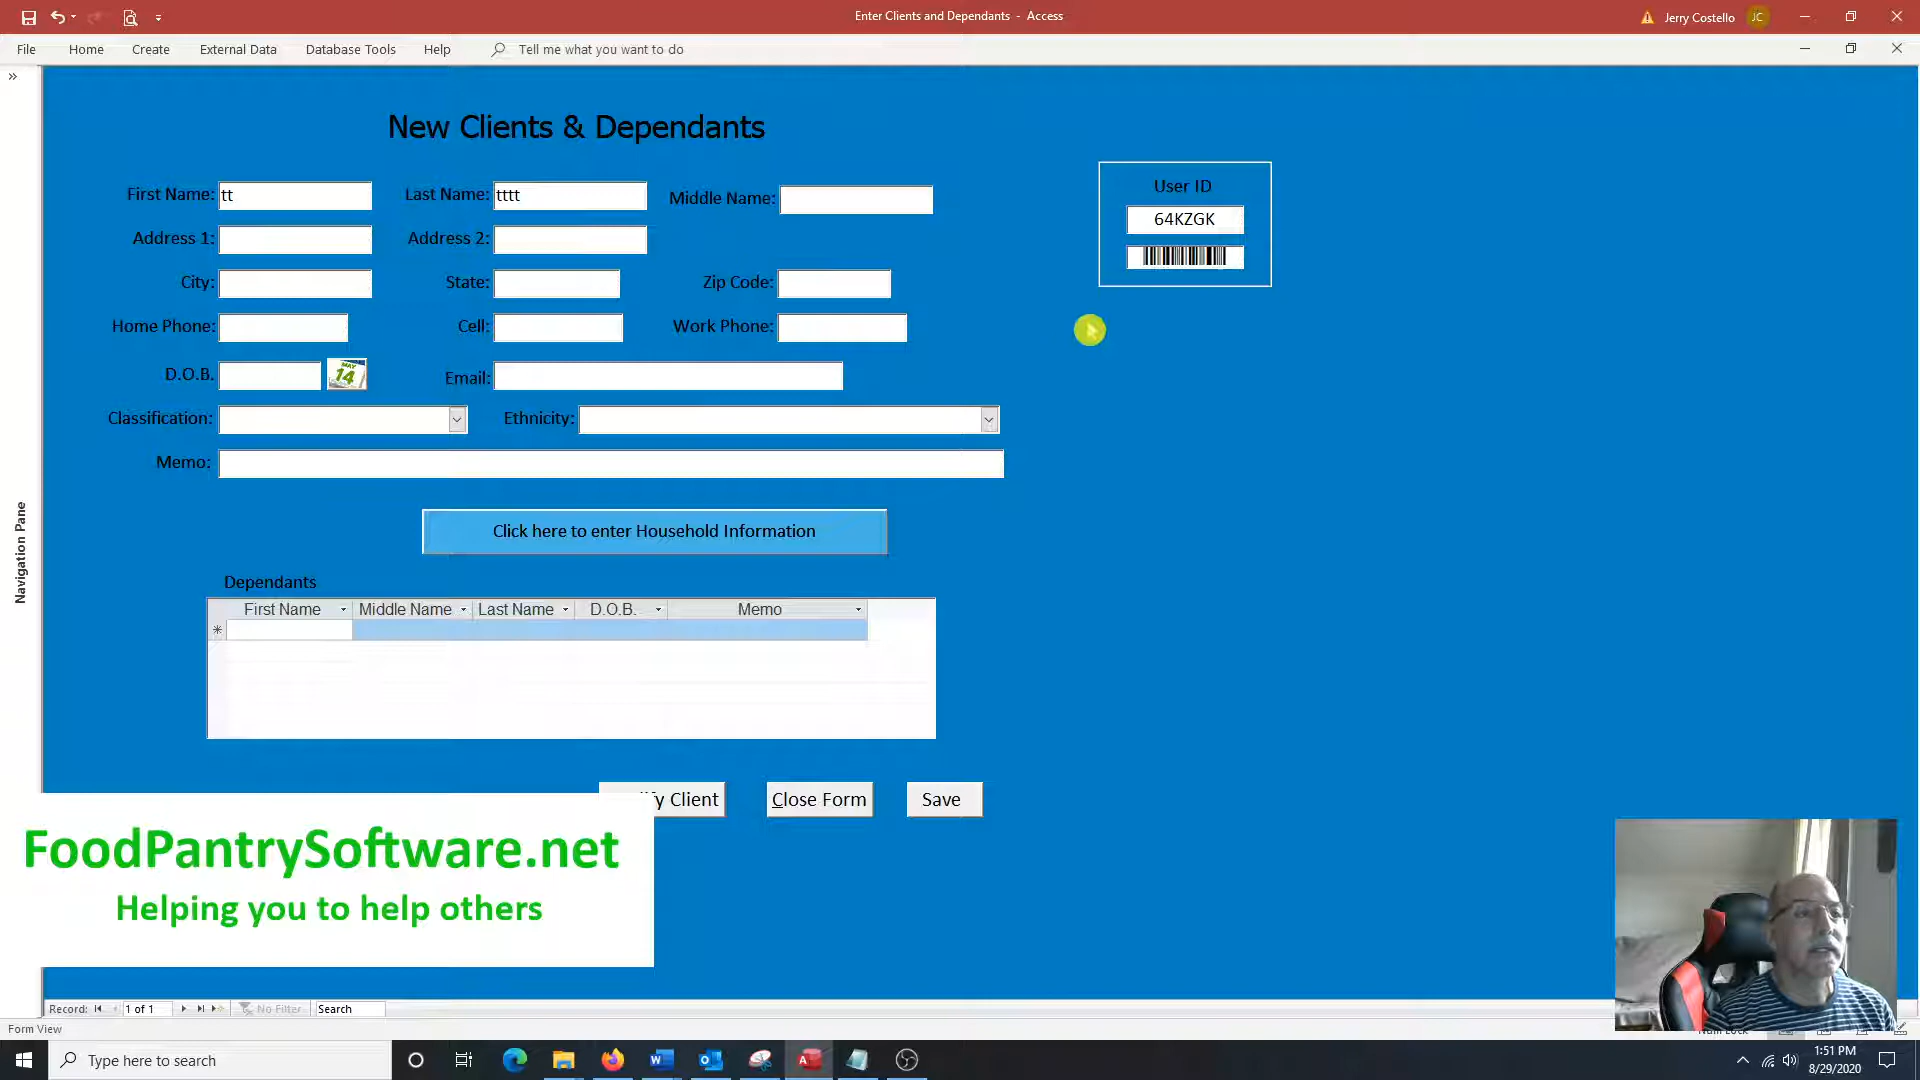 Enter Clients and Dependants - Access
Jerry Costello
JC
File
Home
Create
External Data
Database Tools
Help
Tell me what you want to do
New Clients & Dependants
First Name:
tt
Last Name:
tttt
Middle Name:
User ID
64KZGK
Address 1:
Address 2:
City:
State:
Zip Code:
Home Phone:
Cell:
Work Phone:
D.O.B.
MAY
14
Email:
Classification:
Ethnicity:
Memo:
Click here to enter Household Information
Dependants
First Name
Middle Name
Last Name
D.O.B.
Memo
Navigation Pane
fy Client
Close Form
Save
FoodPantrySoftware.net
Helping you to help others
Record:
1 of 1
No Filter
Search
Form View
Num Lock
Type here to search
1:51 PM
8/29/2020